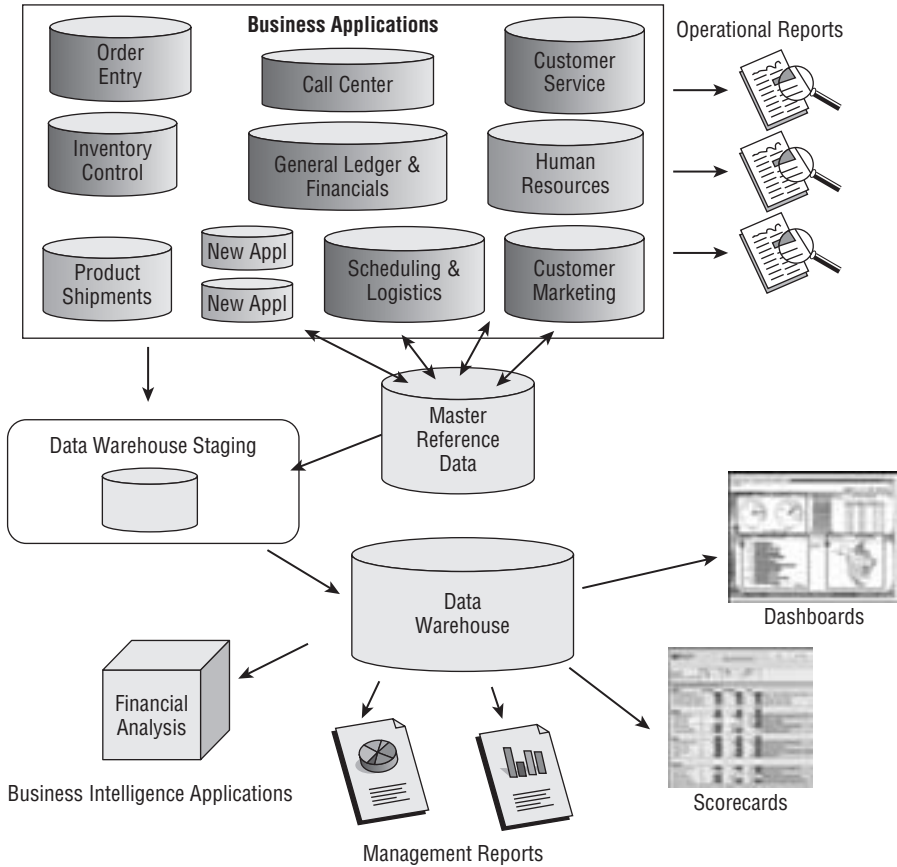 Business Applications
Operational Reports
Order
Entry
Call Center
Customer
Service
Inventory
Control
General Ledger &
Financials
Human
Resources
Product
Shipments
New Appl
New Appl
Scheduling &
Logistics
Customer
Marketing
Master
Reference
Data
Data Warehouse Staging
Data
Warehouse
Dashboards
Financial
Analysis
Business Intelligence Applications
Scorecards
Management Reports